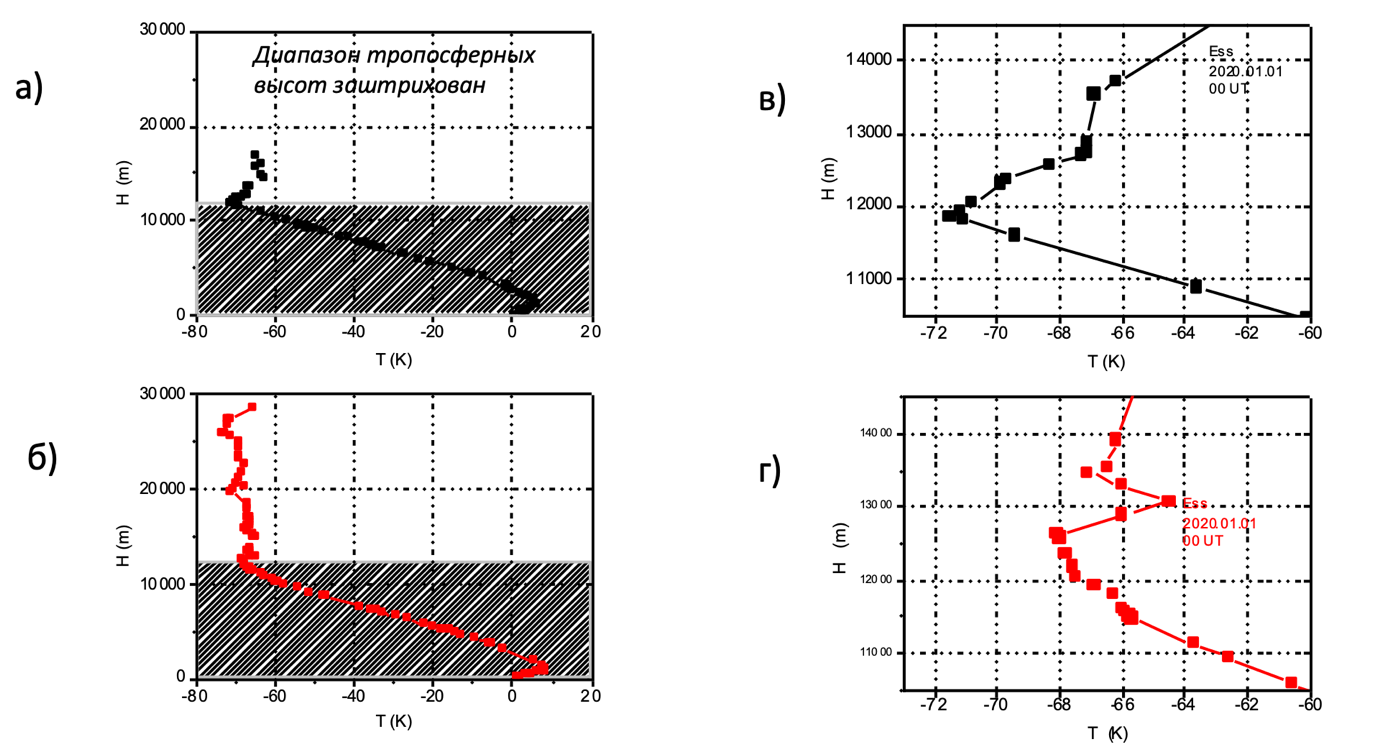 а)
30 000
20 000
10 000
0
H (m)
Диапазон тропосферных
высот заштрихован
-80 -60 -40 -20 0 20
T (K)
в)
14000
13000
12000
11000
H (m)
Ess
2020.01.01
00 UT
-72 -70 -68 -66 -64 -62 -60
T (K)
б)
30 000
20 000
10 000
0
H (m)
-80 -60 -40 -20 0 20
T (K)
г)
140 00
130 00
120 00
110 00
H (m)
Ess
2020.01.01
00 UT
-72 -70 -68 -66 -64 -62 -60
T (K)